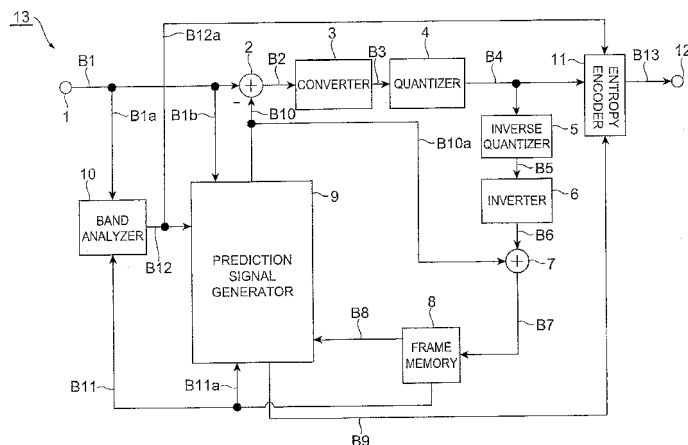 13
B12a
B1
2
B2
3
B3
4
B4
11
B13
12
CONVERTER
QUANTIZER
ENTROPY
ENCODER
1
B1a
B1b
B10
B10a
INVERSE
QUANTIZER
5
B5
10
9
6
BAND
ANALYZER
INVERTER
B12
B6
PREDICTION
SIGNAL
GENERATOR
7
B8
8
B7
FRAME
MEMORY
B11
B11a
B9